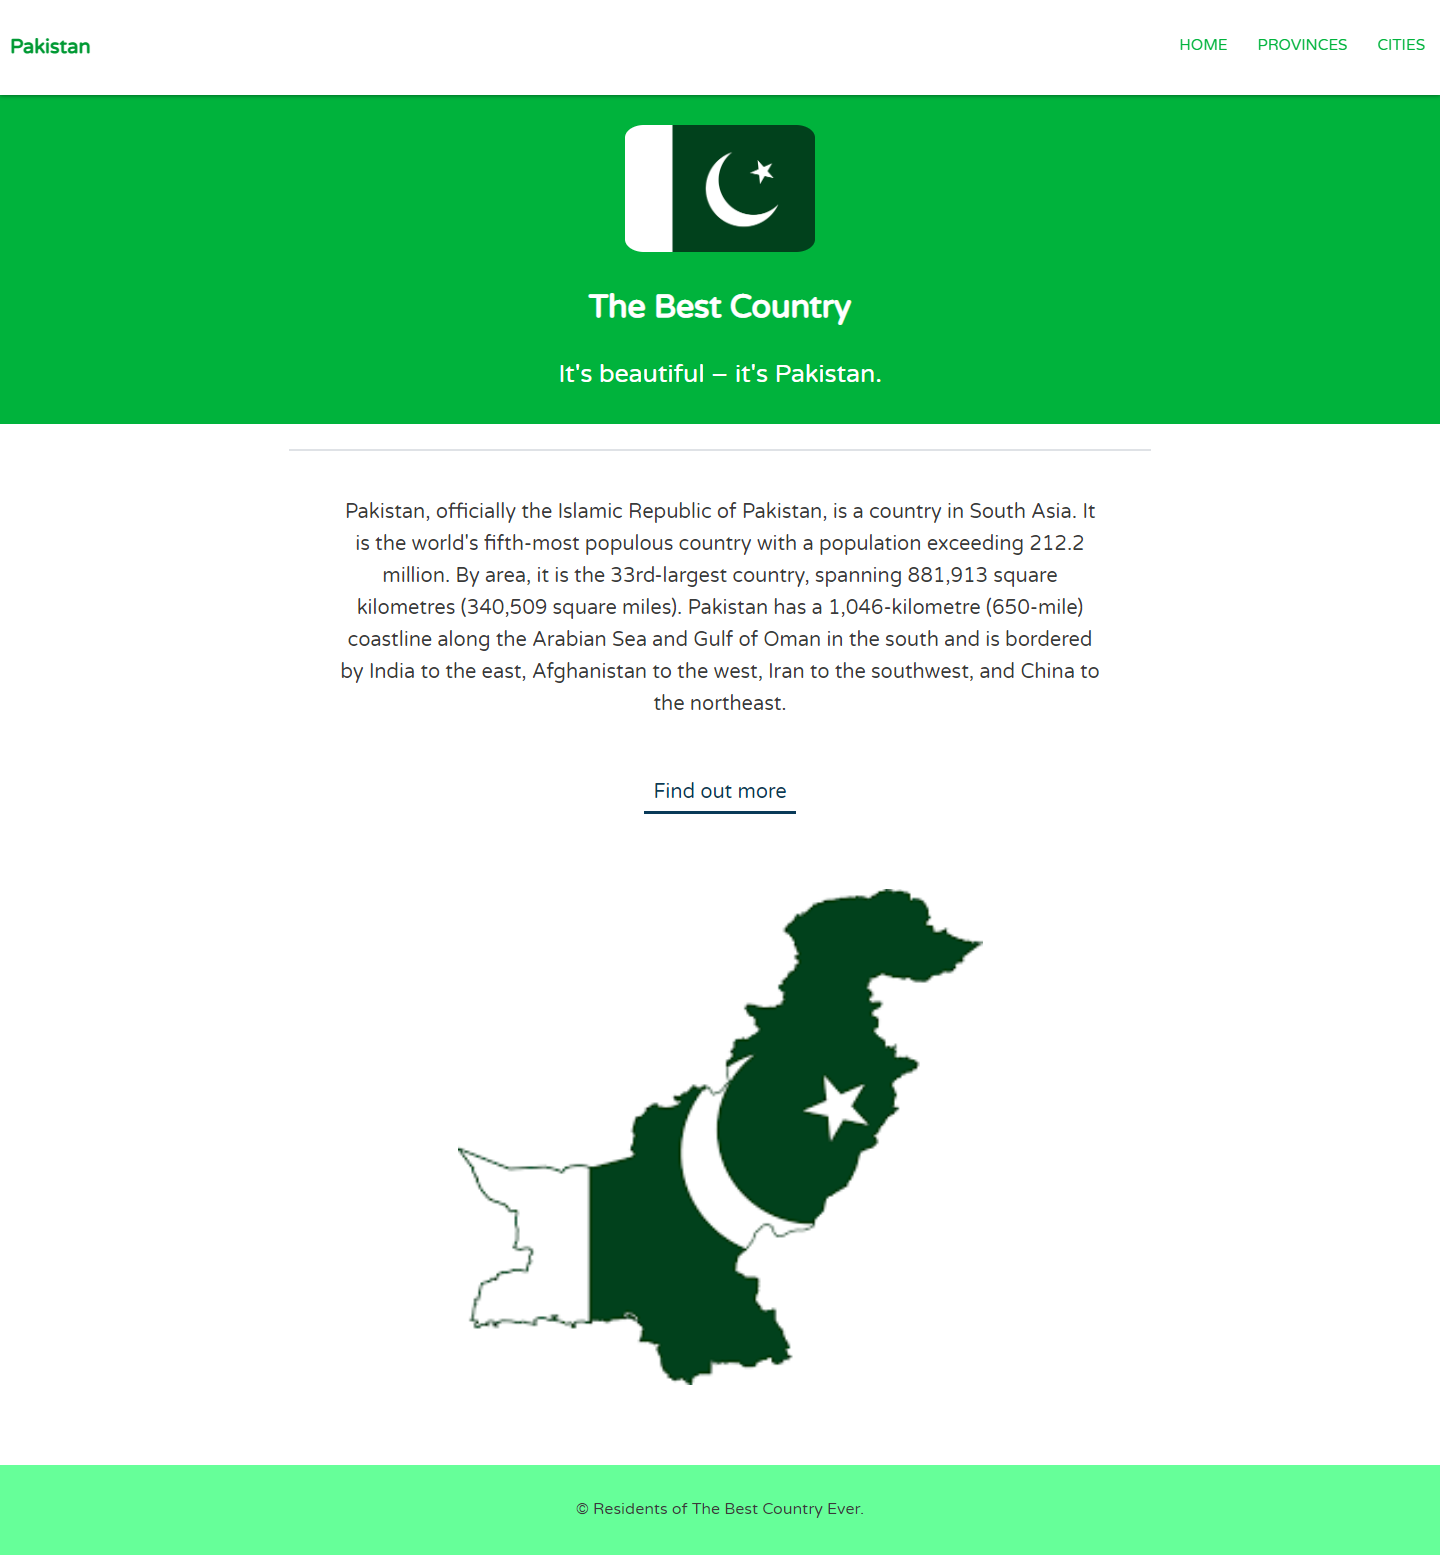 Pakistan
HOME PROVINCES CITIES
The Best Country
It's beautiful – it's Pakistan.
Pakistan, officially the Islamic Republic of Pakistan, is a country in South Asia. It
is the world's fifth-most populous country with a population exceeding 212.2
million. By area, it is the 33rd-largest country, spanning 881,913 square
kilometres (340,509 square miles). Pakistan has a 1,046-kilometre (650-mile)
coastline along the Arabian Sea and Gulf of Oman in the south and is bordered
by India to the east, Afghanistan to the west, Iran to the southwest, and China to
the northeast.
Find out more
© Residents of The Best Country Ever.